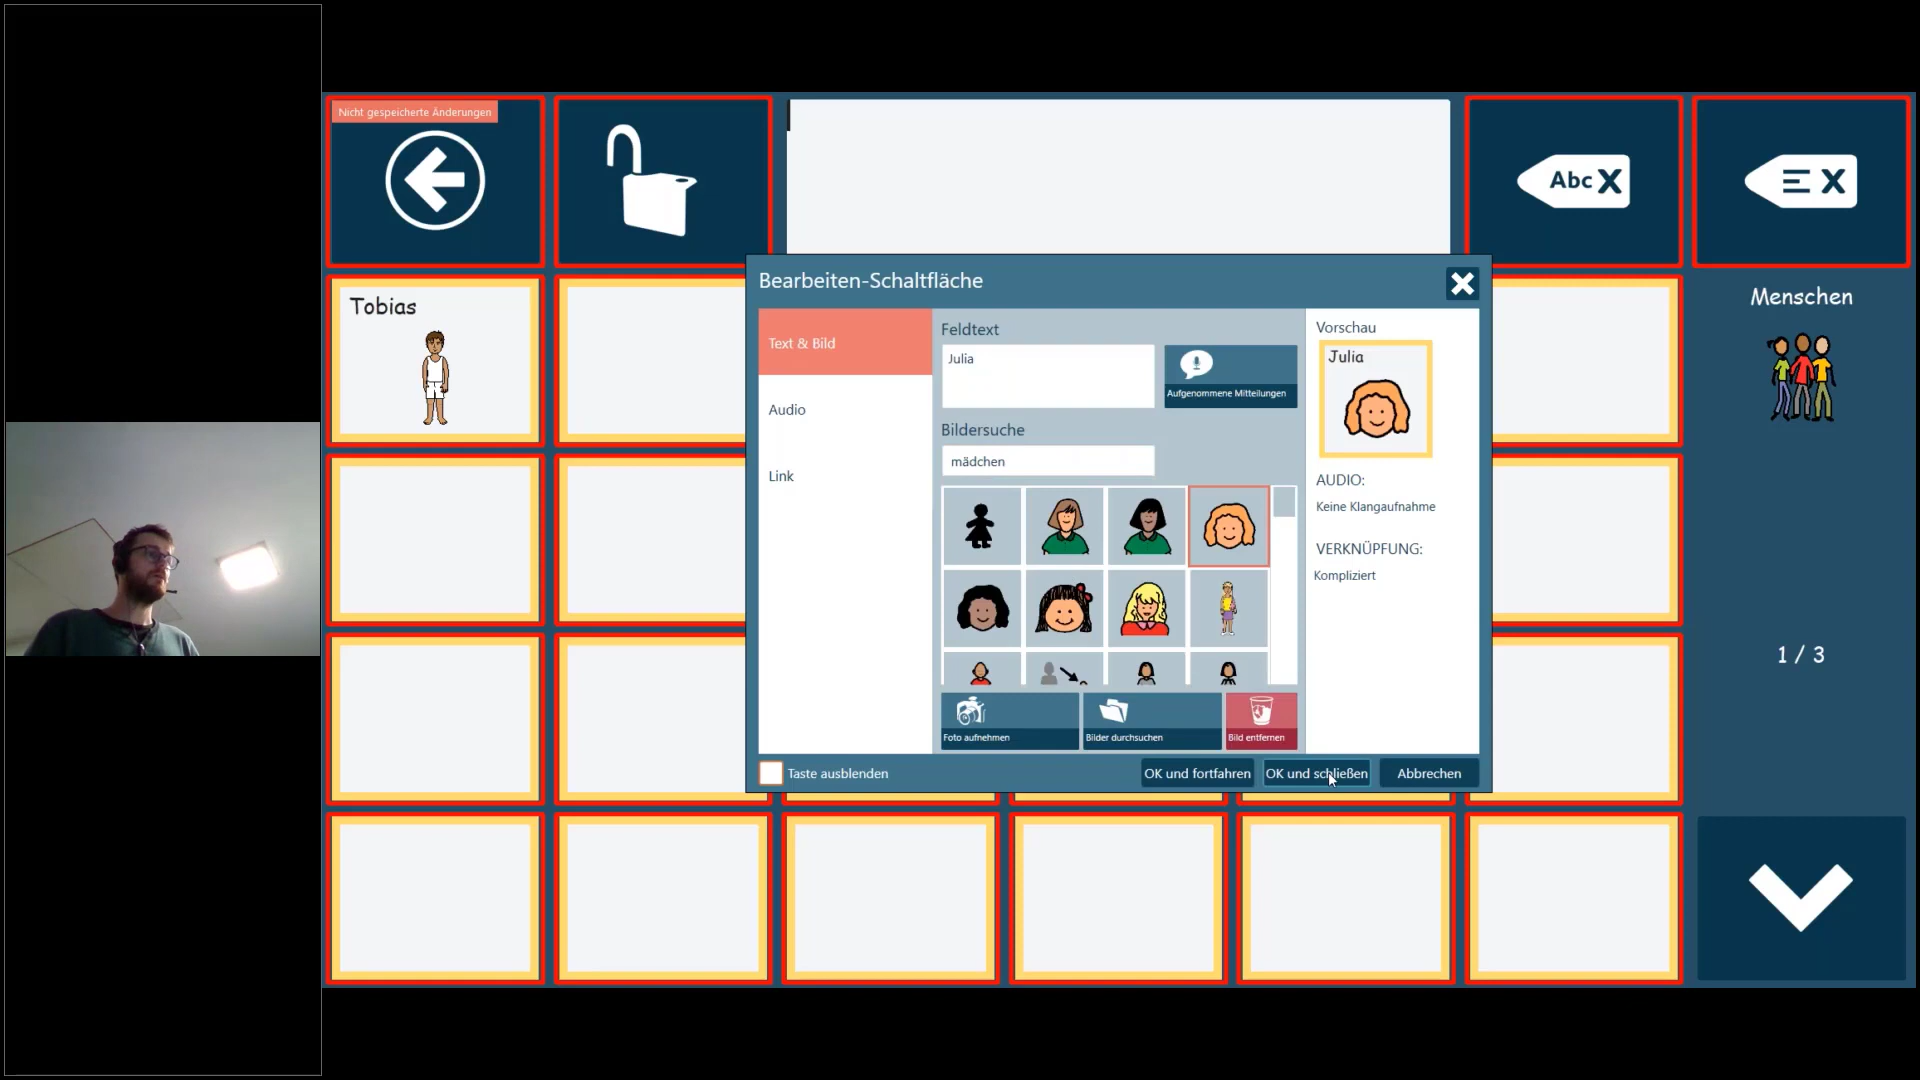 Nicht gespeicherte Änderungen
Abc X
X
Tobias
Menschen
1 / 3
Bearbeiten-Schaltfläche
Text & Bild
Audio
Link
Feldtext
Julia
Aufgenommene Mitteilungen
Bildersuche
mädchen
Foto aufnehmen
Bilder durchsuchen
Bild entfernen
Vorschau
Julia
AUDIO:
Keine Klangaufnahme
VERKNÜPFUNG:
Kompliziert
Taste ausblenden
OK und fortfahren
OK und schließen
Abbrechen